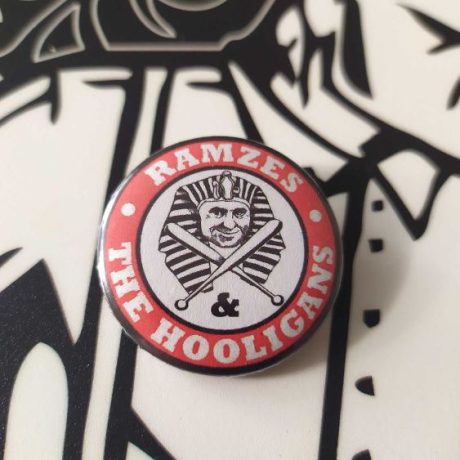 RAMZES
&
THE HOOLIGANS